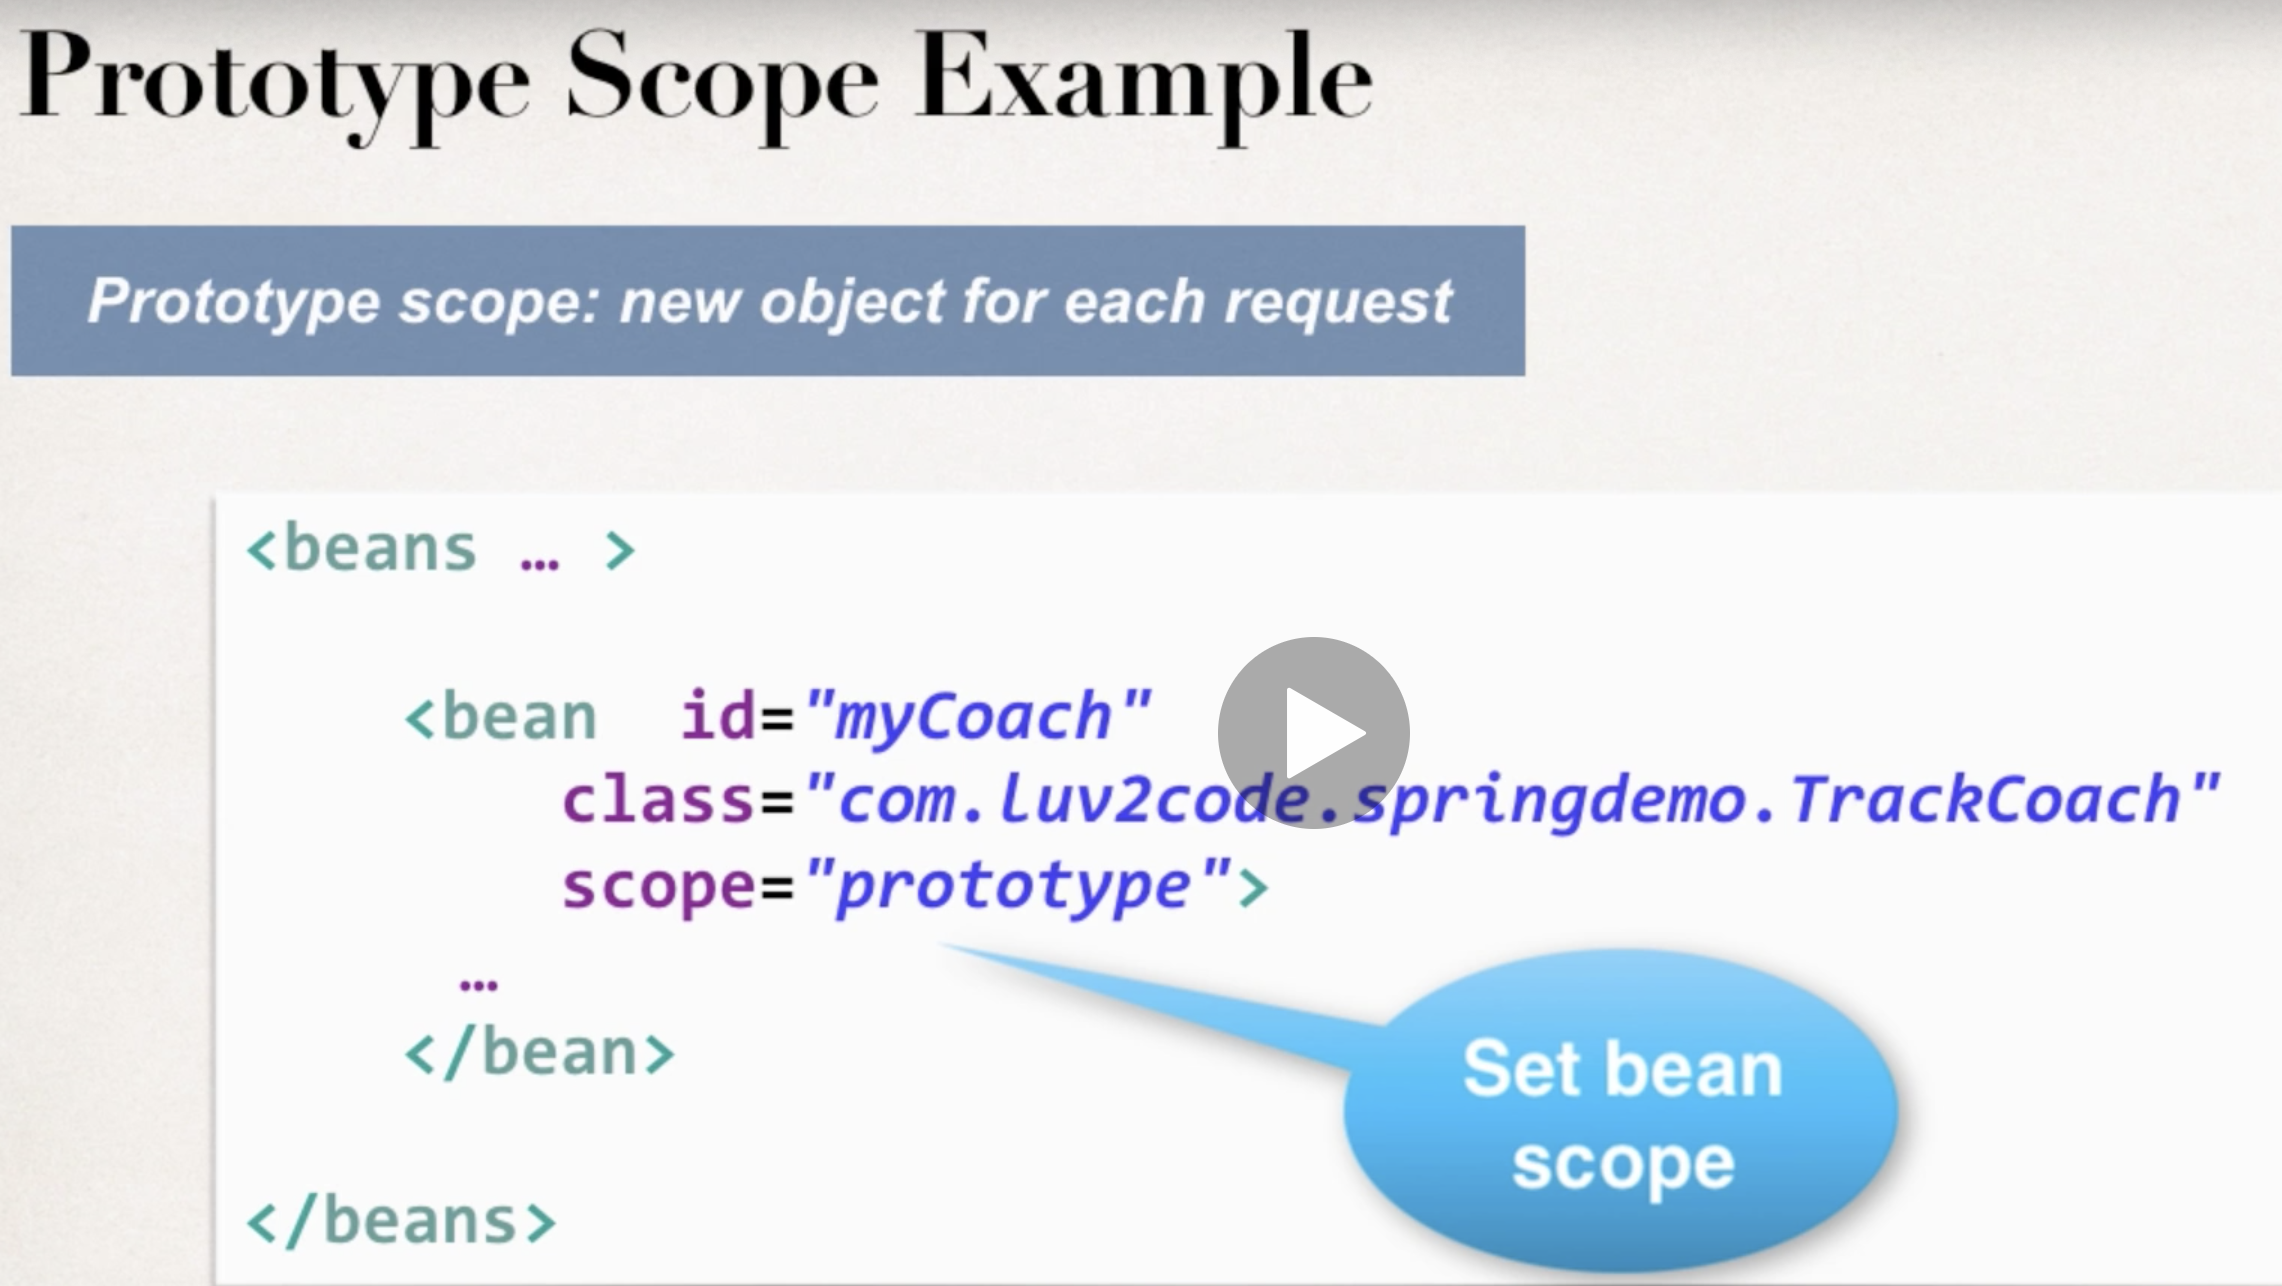 Prototype Scope Example
Prototype scope: new object for each request
<beans … >
<bean id="myCoach"
class="com.luv2code.springdemo.TrackCoach"
scope="prototype">
…
</bean>
</beans>
Set bean
scope